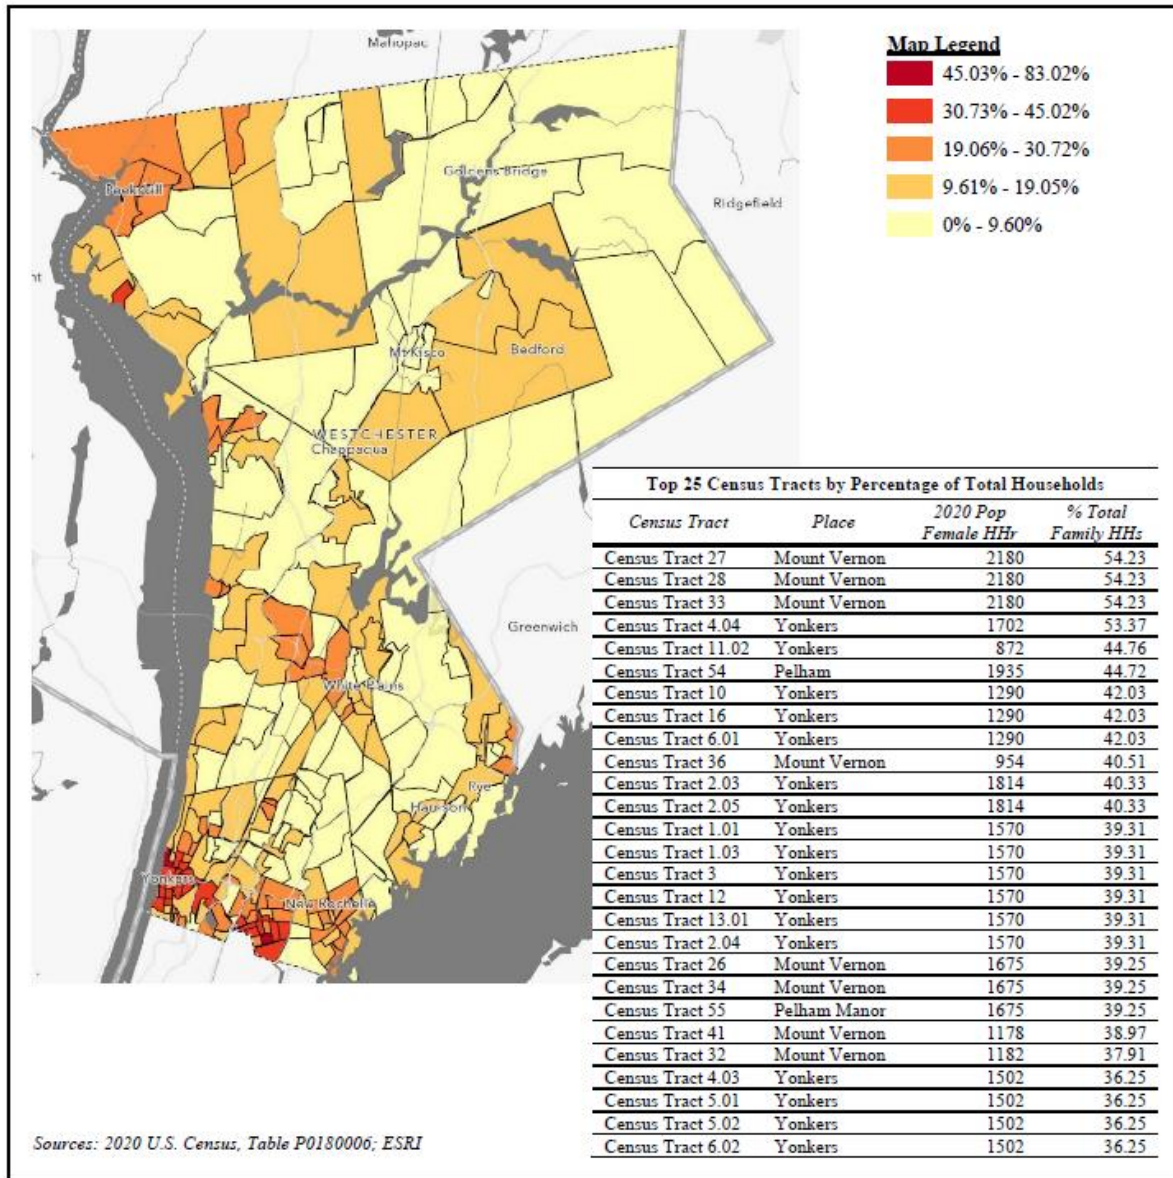 Mahopac
Map Legend
45.03% - 83.02%
30.73% - 45.02%
19.06% - 30.72%
9.61% - 19.05%
0% - 9.60%
Peekskill
Goldens Bridge
Ridgefield
nt
Mt Kisco
Bedford
WESTCHESTER
Chappaqua
Greenwich
White Plains
Rye
Harrison
Yonkers
New Rochelle
Top 25 Census Tracts by Percentage of Total Households
Census Tract Place 2020 Pop Female HHr % Total Family HHs
Census Tract 27 Mount Vernon 2180 54.23
Census Tract 28 Mount Vernon 2180 54.23
Census Tract 33 Mount Vernon 2180 54.23
Census Tract 4.04 Yonkers 1702 53.37
Census Tract 11.02 Yonkers 872 44.76
Census Tract 54 Pelham 1935 44.72
Census Tract 10 Yonkers 1290 42.03
Census Tract 16 Yonkers 1290 42.03
Census Tract 6.01 Yonkers 1290 42.03
Census Tract 36 Mount Vernon 954 40.51
Census Tract 2.03 Yonkers 1814 40.33
Census Tract 2.05 Yonkers 1814 40.33
Census Tract 1.01 Yonkers 1570 39.31
Census Tract 1.03 Yonkers 1570 39.31
Census Tract 3 Yonkers 1570 39.31
Census Tract 12 Yonkers 1570 39.31
Census Tract 13.01 Yonkers 1570 39.31
Census Tract 2.04 Yonkers 1570 39.31
Census Tract 26 Mount Vernon 1675 39.25
Census Tract 34 Mount Vernon 1675 39.25
Census Tract 55 Pelham Manor 1675 39.25
Census Tract 41 Mount Vernon 1178 38.97
Census Tract 32 Mount Vernon 1182 37.91
Census Tract 4.03 Yonkers 1502 36.25
Census Tract 5.01 Yonkers 1502 36.25
Census Tract 5.02 Yonkers 1502 36.25
Census Tract 6.02 Yonkers 1502 36.25
Sources: 2020 U.S. Census, Table P0180006; ESRI